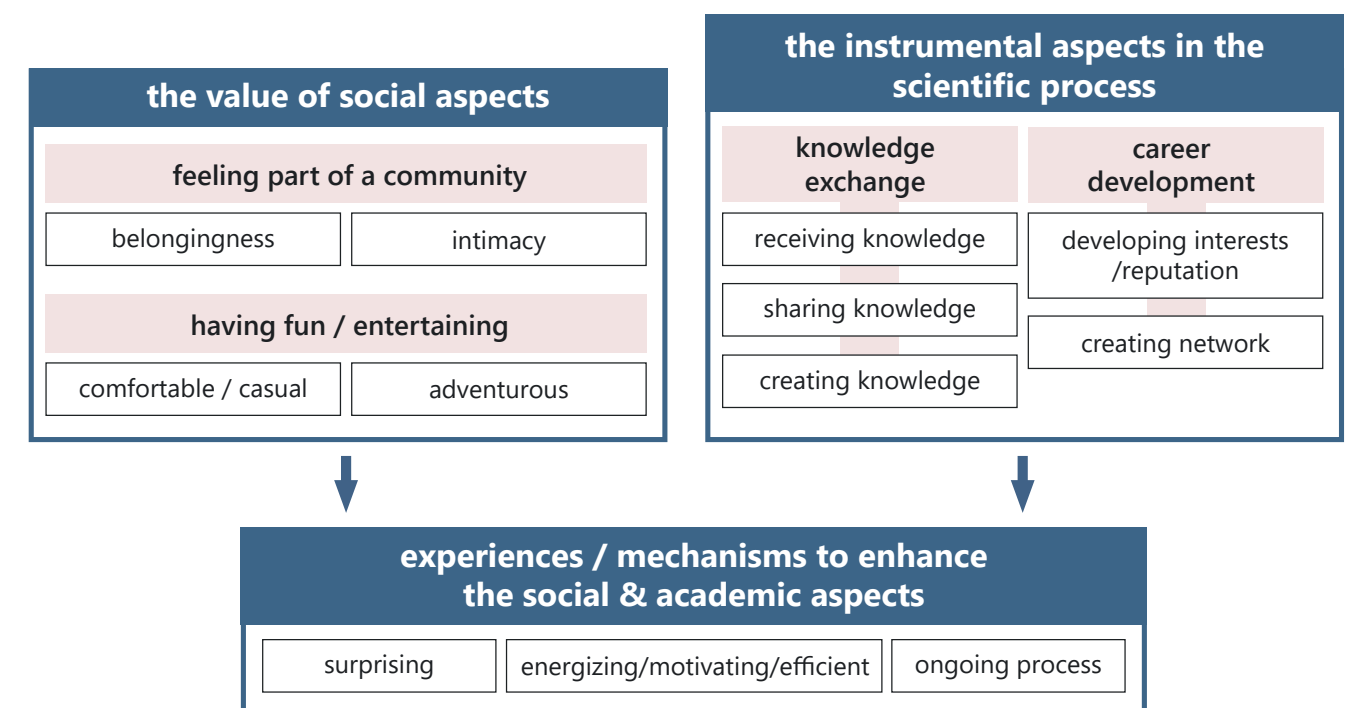 the value of social aspects
feeling part of a community
belongingness
intimacy
having fun / entertaining
comfortable / casual
adventurous
the instrumental aspects in the
scientific process
knowledge
exchange
receiving knowledge
sharing knowledge
creating knowledge
career
development
developing interests
/reputation
creating network
experiences / mechanisms to enhance
the social & academic aspects
surprising
energizing/motivating/efficient
ongoing process